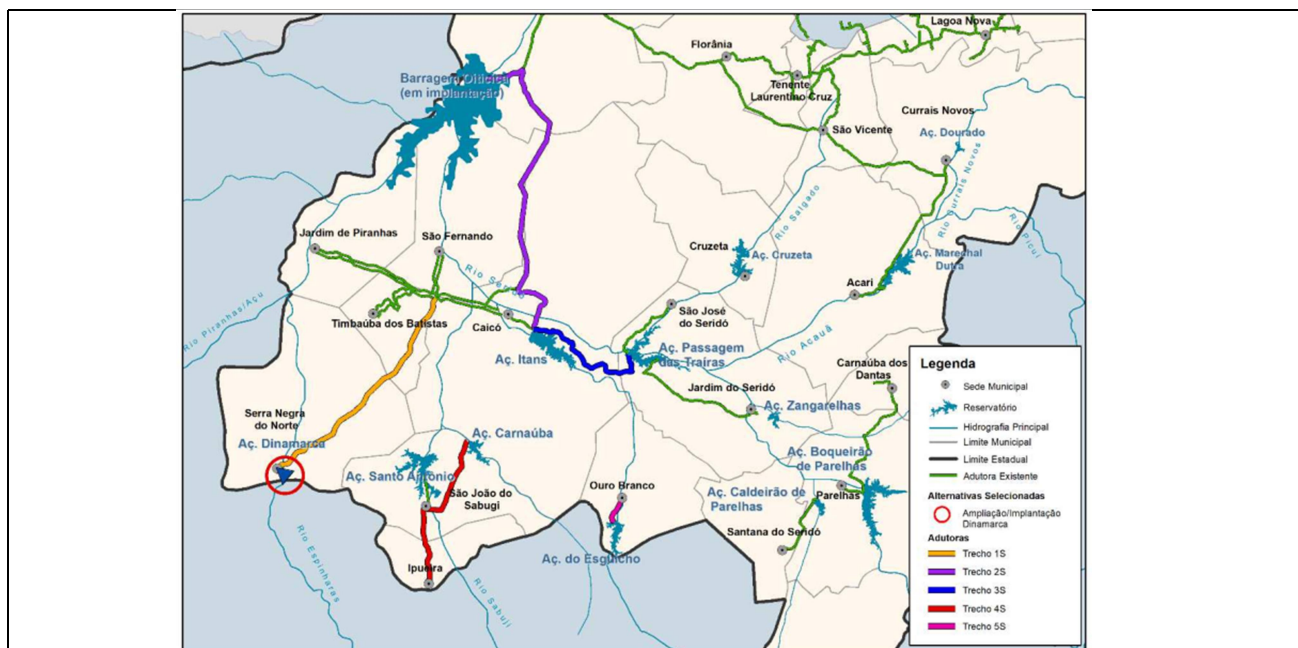 Lagoa Nova
Florânia
Tenente
Laurentino Cruz
Barragem Oiticica
(em implantação)
Currais Novos
Aç. Dourado
São Vicente
Rio Currais Novos
Rio Salgado
Rio Picuí
Jardim de Piranhas
São Fernando
Cruzeta
Aç. Cruzeta
Aç. Marechal
Dutra
Acari
Rio Seridó
Rio Piranhas/Açu
Timbaúba dos Batistas
Caicó
São José
do Seridó
Rio Acauã
Aç. Itans
Aç. Passagem
das Traíras
Carnaúba dos
Dantas
Jardim do Seridó
Aç. Zangarelhas
Serra Negra
do Norte
Aç. Dinamarca
Aç. Carnaúba
Aç. Santo Antônio
São João do
Sabugi
Aç. Boqueirão
de Parelhas
Ouro Branco
Aç. Caldeirão de
Parelhas
Parelhas
Santana do Seridó
Aç. do Esguicho
Ipueira
Rio Espinharas
Rio Sabuji
Legenda
Sede Municipal
Reservatório
Hidrografia Principal
Limite Municipal
Limite Estadual
Adutora Existente
Alternativas Selecionadas
Ampliação/Implantação
Dinamarca
Adutoras
Trecho 1S
Trecho 2S
Trecho 3S
Trecho 4S
Trecho 5S